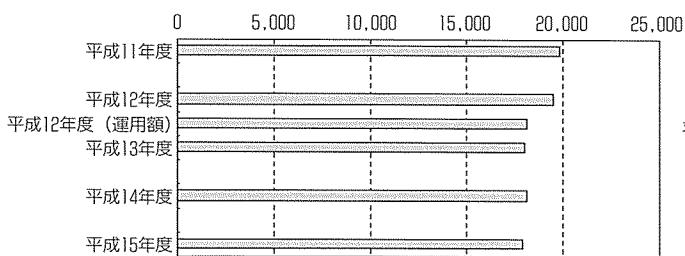 0 5,000 10,000 15,000 20,000 25,000
平成11年度
平成12年度
平成12年度（運用額）
平成13年度
平成14年度
平成15年度